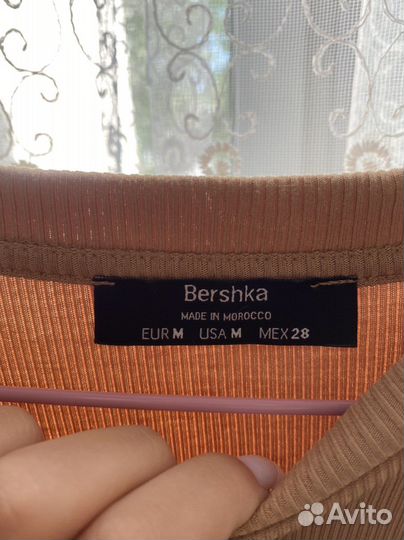 Bershka
MADE IN MOROCCO
EUR M USA M MEX 28
Avito